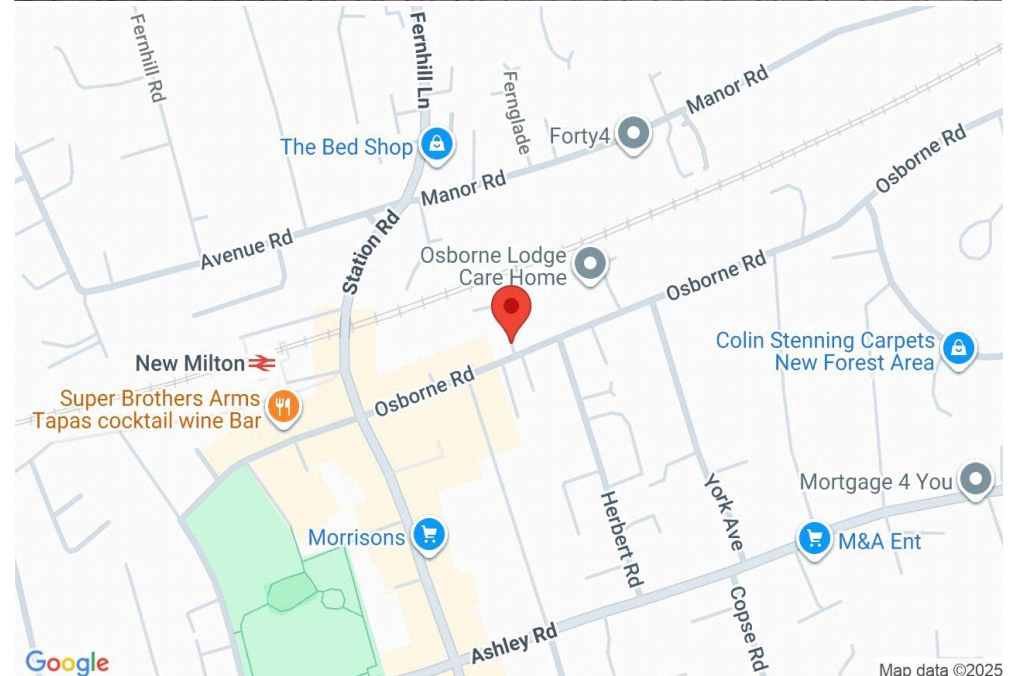 Fernhill Rd
Fernhill Ln
Fernglade
The Bed Shop
Forty4
Manor Rd
Manor Rd
Osborne Rd
Avenue Rd
Station Rd
Osborne Lodge
Care Home
Osborne Rd
New Milton
Colin Stenning Carpets
New Forest Area
Super Brothers Arms
Tapas cocktail wine Bar
Osborne Rd
Mortgage 4 You
Morrisons
Herbert Rd
York Ave
M&A Ent
Copse Rd
Ashley Rd
Google
Map data ©2025